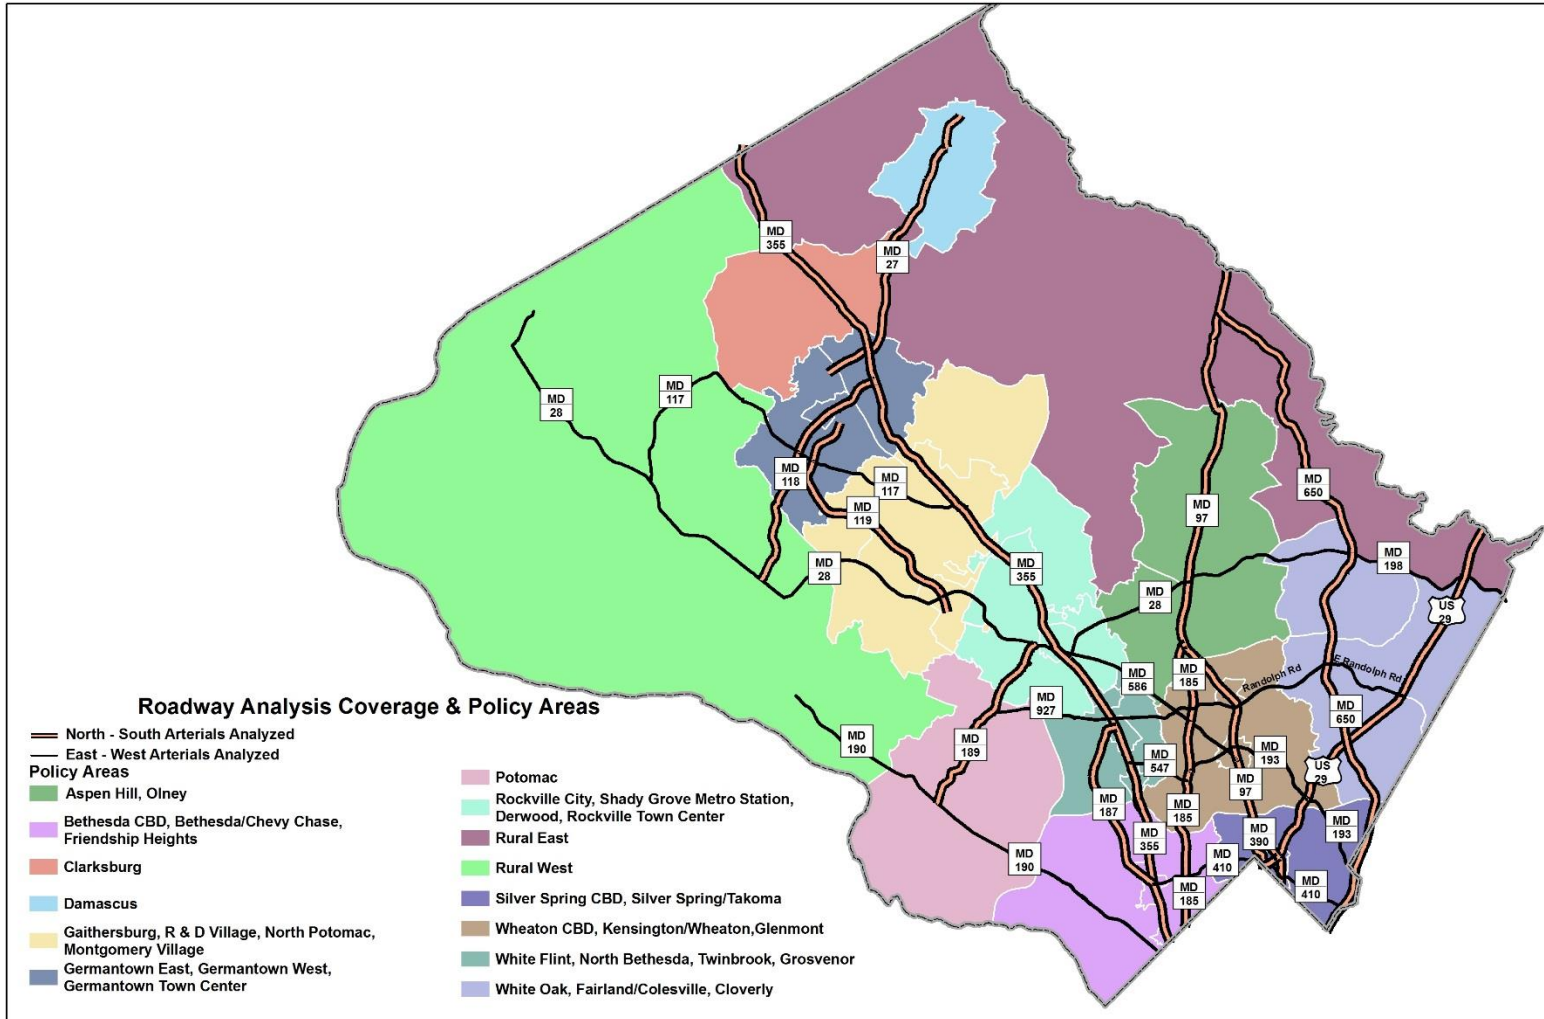 MD
355
MD
27
MD
28
MD
117
MD
118
MD
117
MD
119
MD
28
MD
355
MD
97
MD
650
MD
198
MD
28
US
29
MD
586
MD
185
Randolph Rd
E Randolph Rd
MD
927
MD
650
MD
190
MD
189
MD
547
MD
193
US
29
MD
97
MD
187
MD
185
MD
355
MD
390
MD
193
MD
190
MD
410
MD
185
MD
410
Roadway Analysis Coverage & Policy Areas
North - South Arterials Analyzed
East - West Arterials Analyzed
Policy Areas
Aspen Hill, Olney
Bethesda CBD, Bethesda/Chevy Chase,
Friendship Heights
Clarksburg
Damascus
Gaithersburg, R & D Village, North Potomac,
Montgomery Village
Germantown East, Germantown West,
Germantown Town Center
Potomac
Rockville City, Shady Grove Metro Station,
Derwood, Rockville Town Center
Rural East
Rural West
Silver Spring CBD, Silver Spring/Takoma
Wheaton CBD, Kensington/Wheaton,Glenmont
White Flint, North Bethesda, Twinbrook, Grosvenor
White Oak, Fairland/Colesville, Cloverly